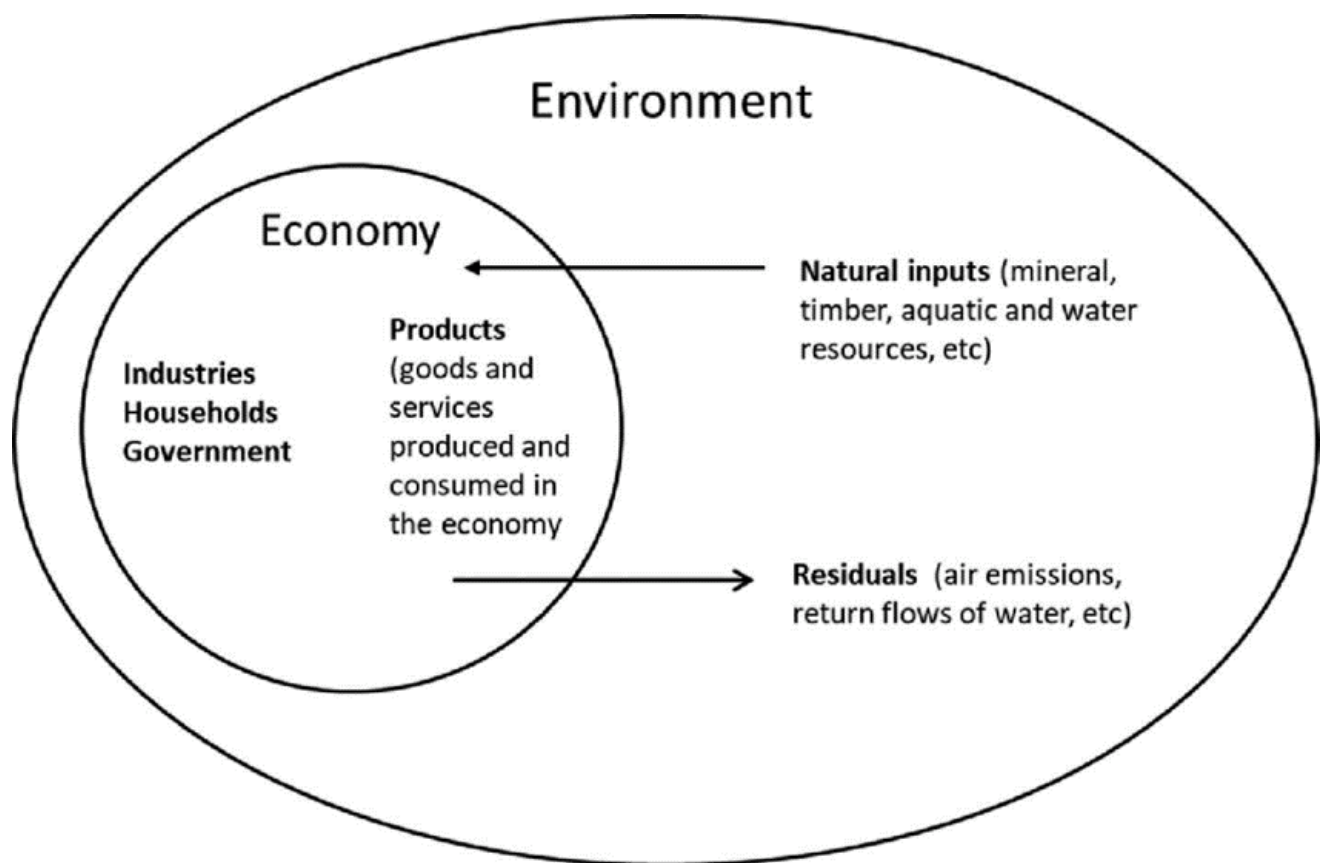 Environment
Economy
Natural inputs (mineral,
timber, aquatic and water
resources, etc)
Products
(goods and
services
produced and
consumed in
the economy
Industries
Households
Government
Residuals (air emissions,
return flows of water, etc)